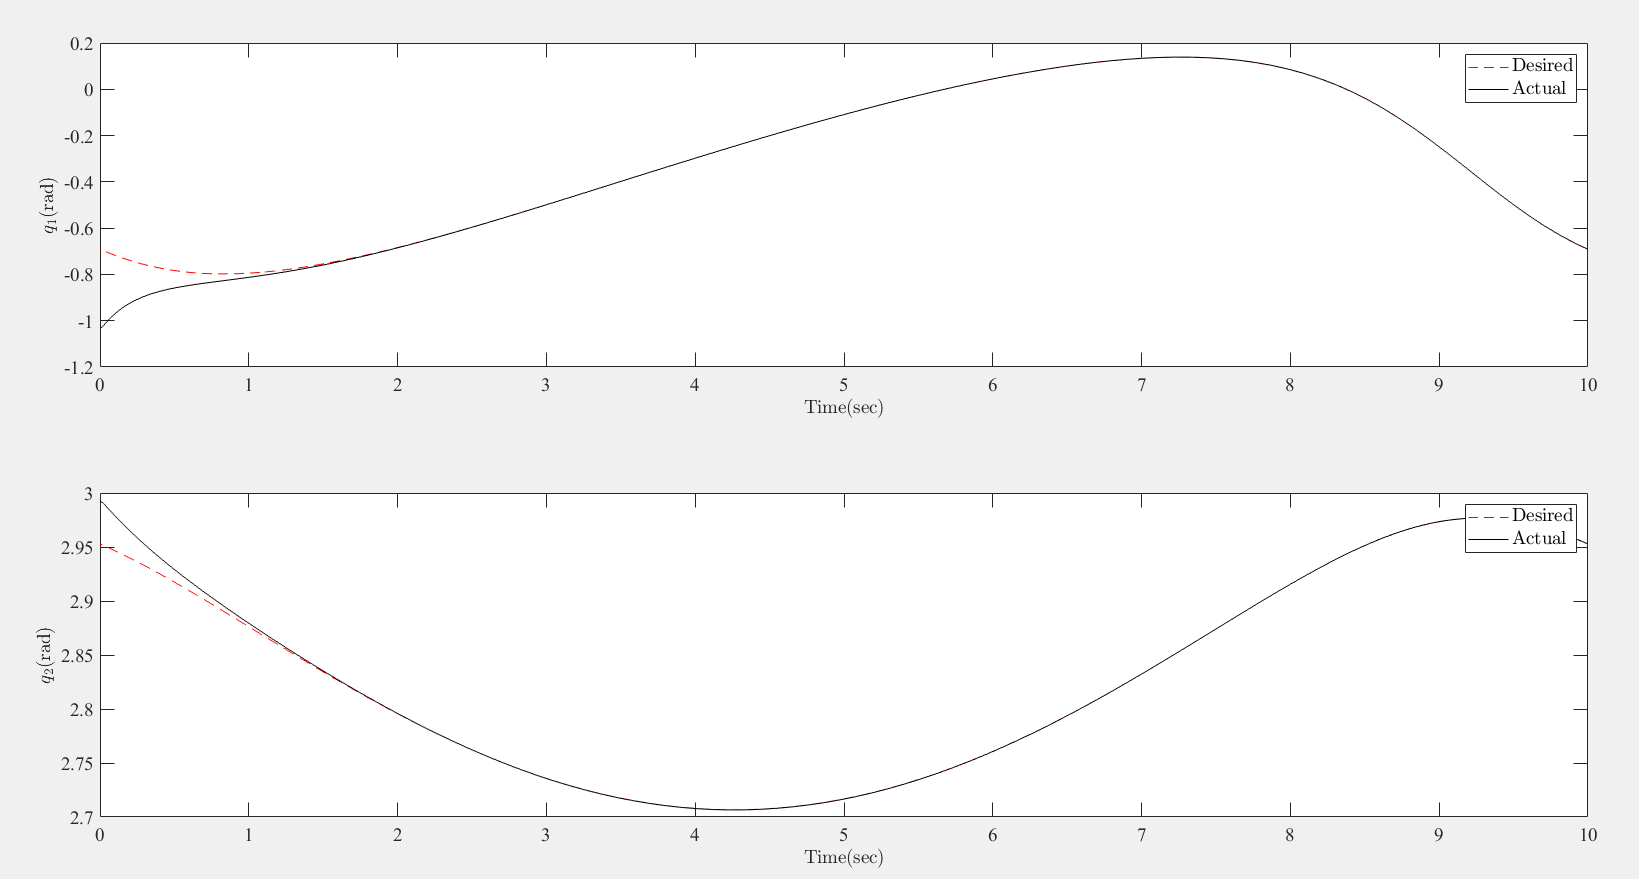 0.2
0
-0.2
-0.4
-0.6
-0.8
-1
-1.2
q1(rad)
Desired
Actual
0 1 2 3 4 5 6 7 8 9 10
Time(sec)
3
2.95
2.9
2.85
2.8
2.75
2.7
q2(rad)
Desired
Actual
0 1 2 3 4 5 6 7 8 9 10
Time(sec)